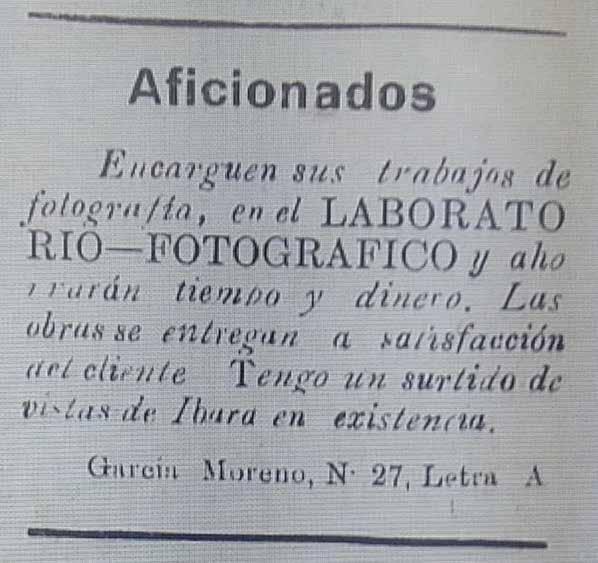 Aficionados
Encarguen sus trabajos de
fotografía, en el LABORATO
RIO—FOTOGRAFICO y aho
rrarán tiempo y dinero. Las
obras se entregan a satisfacción
del cliente Tengo un surtido de
vistas de Ibara en existencia.
García Moreno, N· 27, Letra A